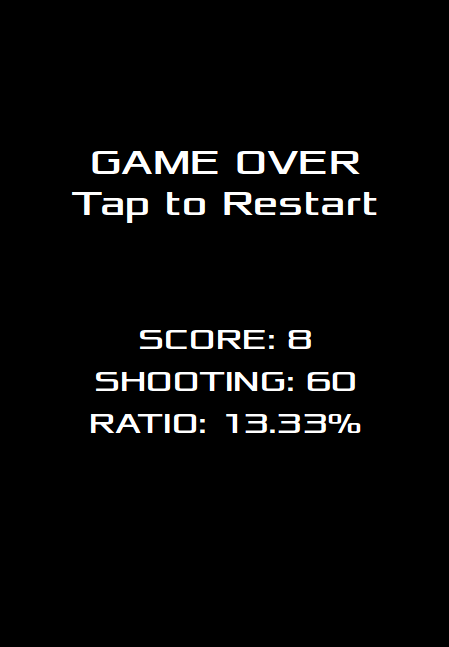 GAME OVER
Tap to Restart
SCORE: 8
SHOOTING: 60
RATIO: 13.33%